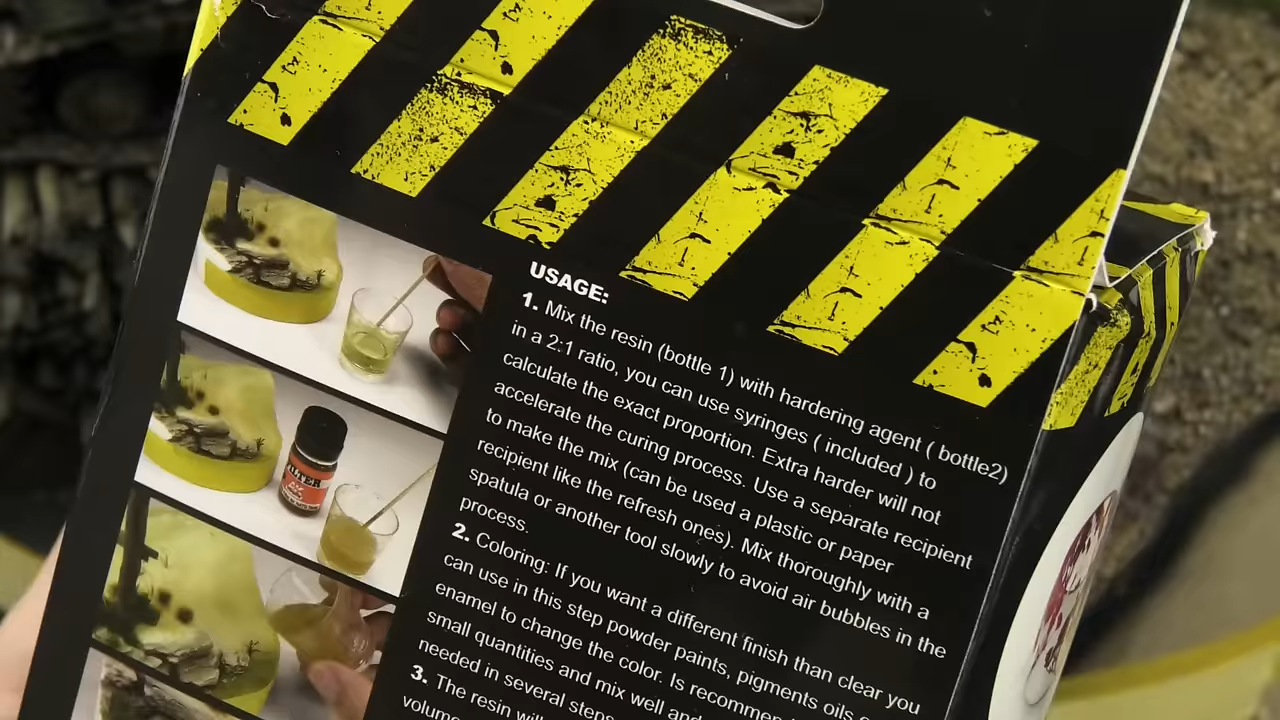 USAGE:
1. Mix the resin (bottle 1) with hardering agent ( bottle2)
in a 2:1 ratio, you can use syringes ( included ) to
calculate the exact proportion. Extra harder will not
accelerate the curing process. Use a separate recipient
to make the mix (can be used a plastic or paper
recipient like the refresh ones). Mix thoroughly with a
spatula or another tool slowly to avoid air bubbles in the
process.
2. Coloring: If you want a different finish than clear you
can use in this step powder paints, pigments oils
enamel to change the color. Is recommen
small quantities and mix well and
needed in several steps
3. The resin will
volume